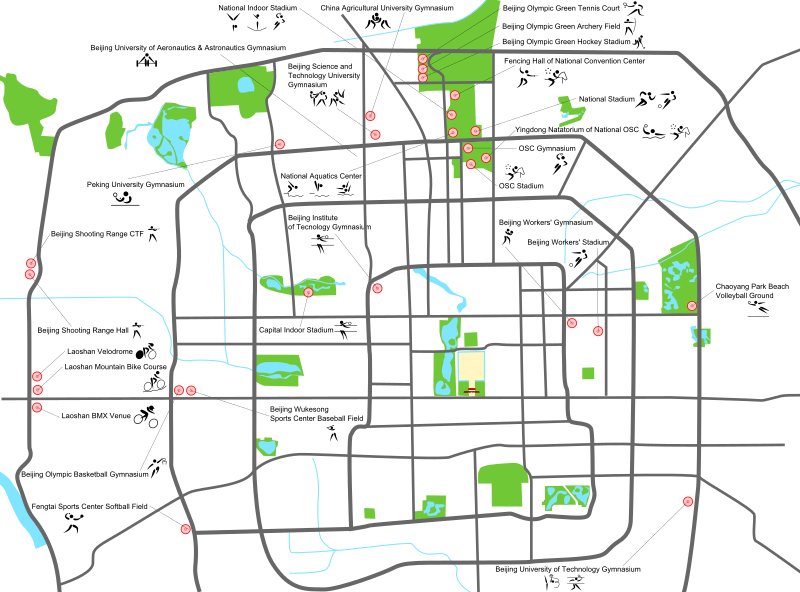 National Indoor Stadium
China Agricultural University Gymnasium
Beijing Olympic Green Tennis Court
Beijing Olympic Green Archery Field
Beijing Olympic Green Hockey Stadium
Beijing University of Aeronautics & Astronautics Gymnasium
Fencing Hall of National Convention Center
Beijing Science and
Technology University
Gymnasium
National Stadium
Yingdong Natatorium of National OSC
OSC Gymnasium
National Aquatics Center
Peking University Gymnasium
OSC Stadium
Beijing Institute
of Tecnology Gymnasium
Beijing Workers' Gymnasium
Beijing Shooting Range CTF
Beijing Workers' Stadium
Chaoyang Park Beach
Volleyball Ground
Beijing Shooting Range Hall
Capital Indoor Stadium
Laoshan Velodrome
Laoshan Mountain Bike Course
Laoshan BMX Venue
Beijing Wukesong
Sports Center Baseball Field
Beijing Olympic Basketball Gymnasium
Fengtai Sports Center Softball Field
Beijing University of Technology Gymnasium